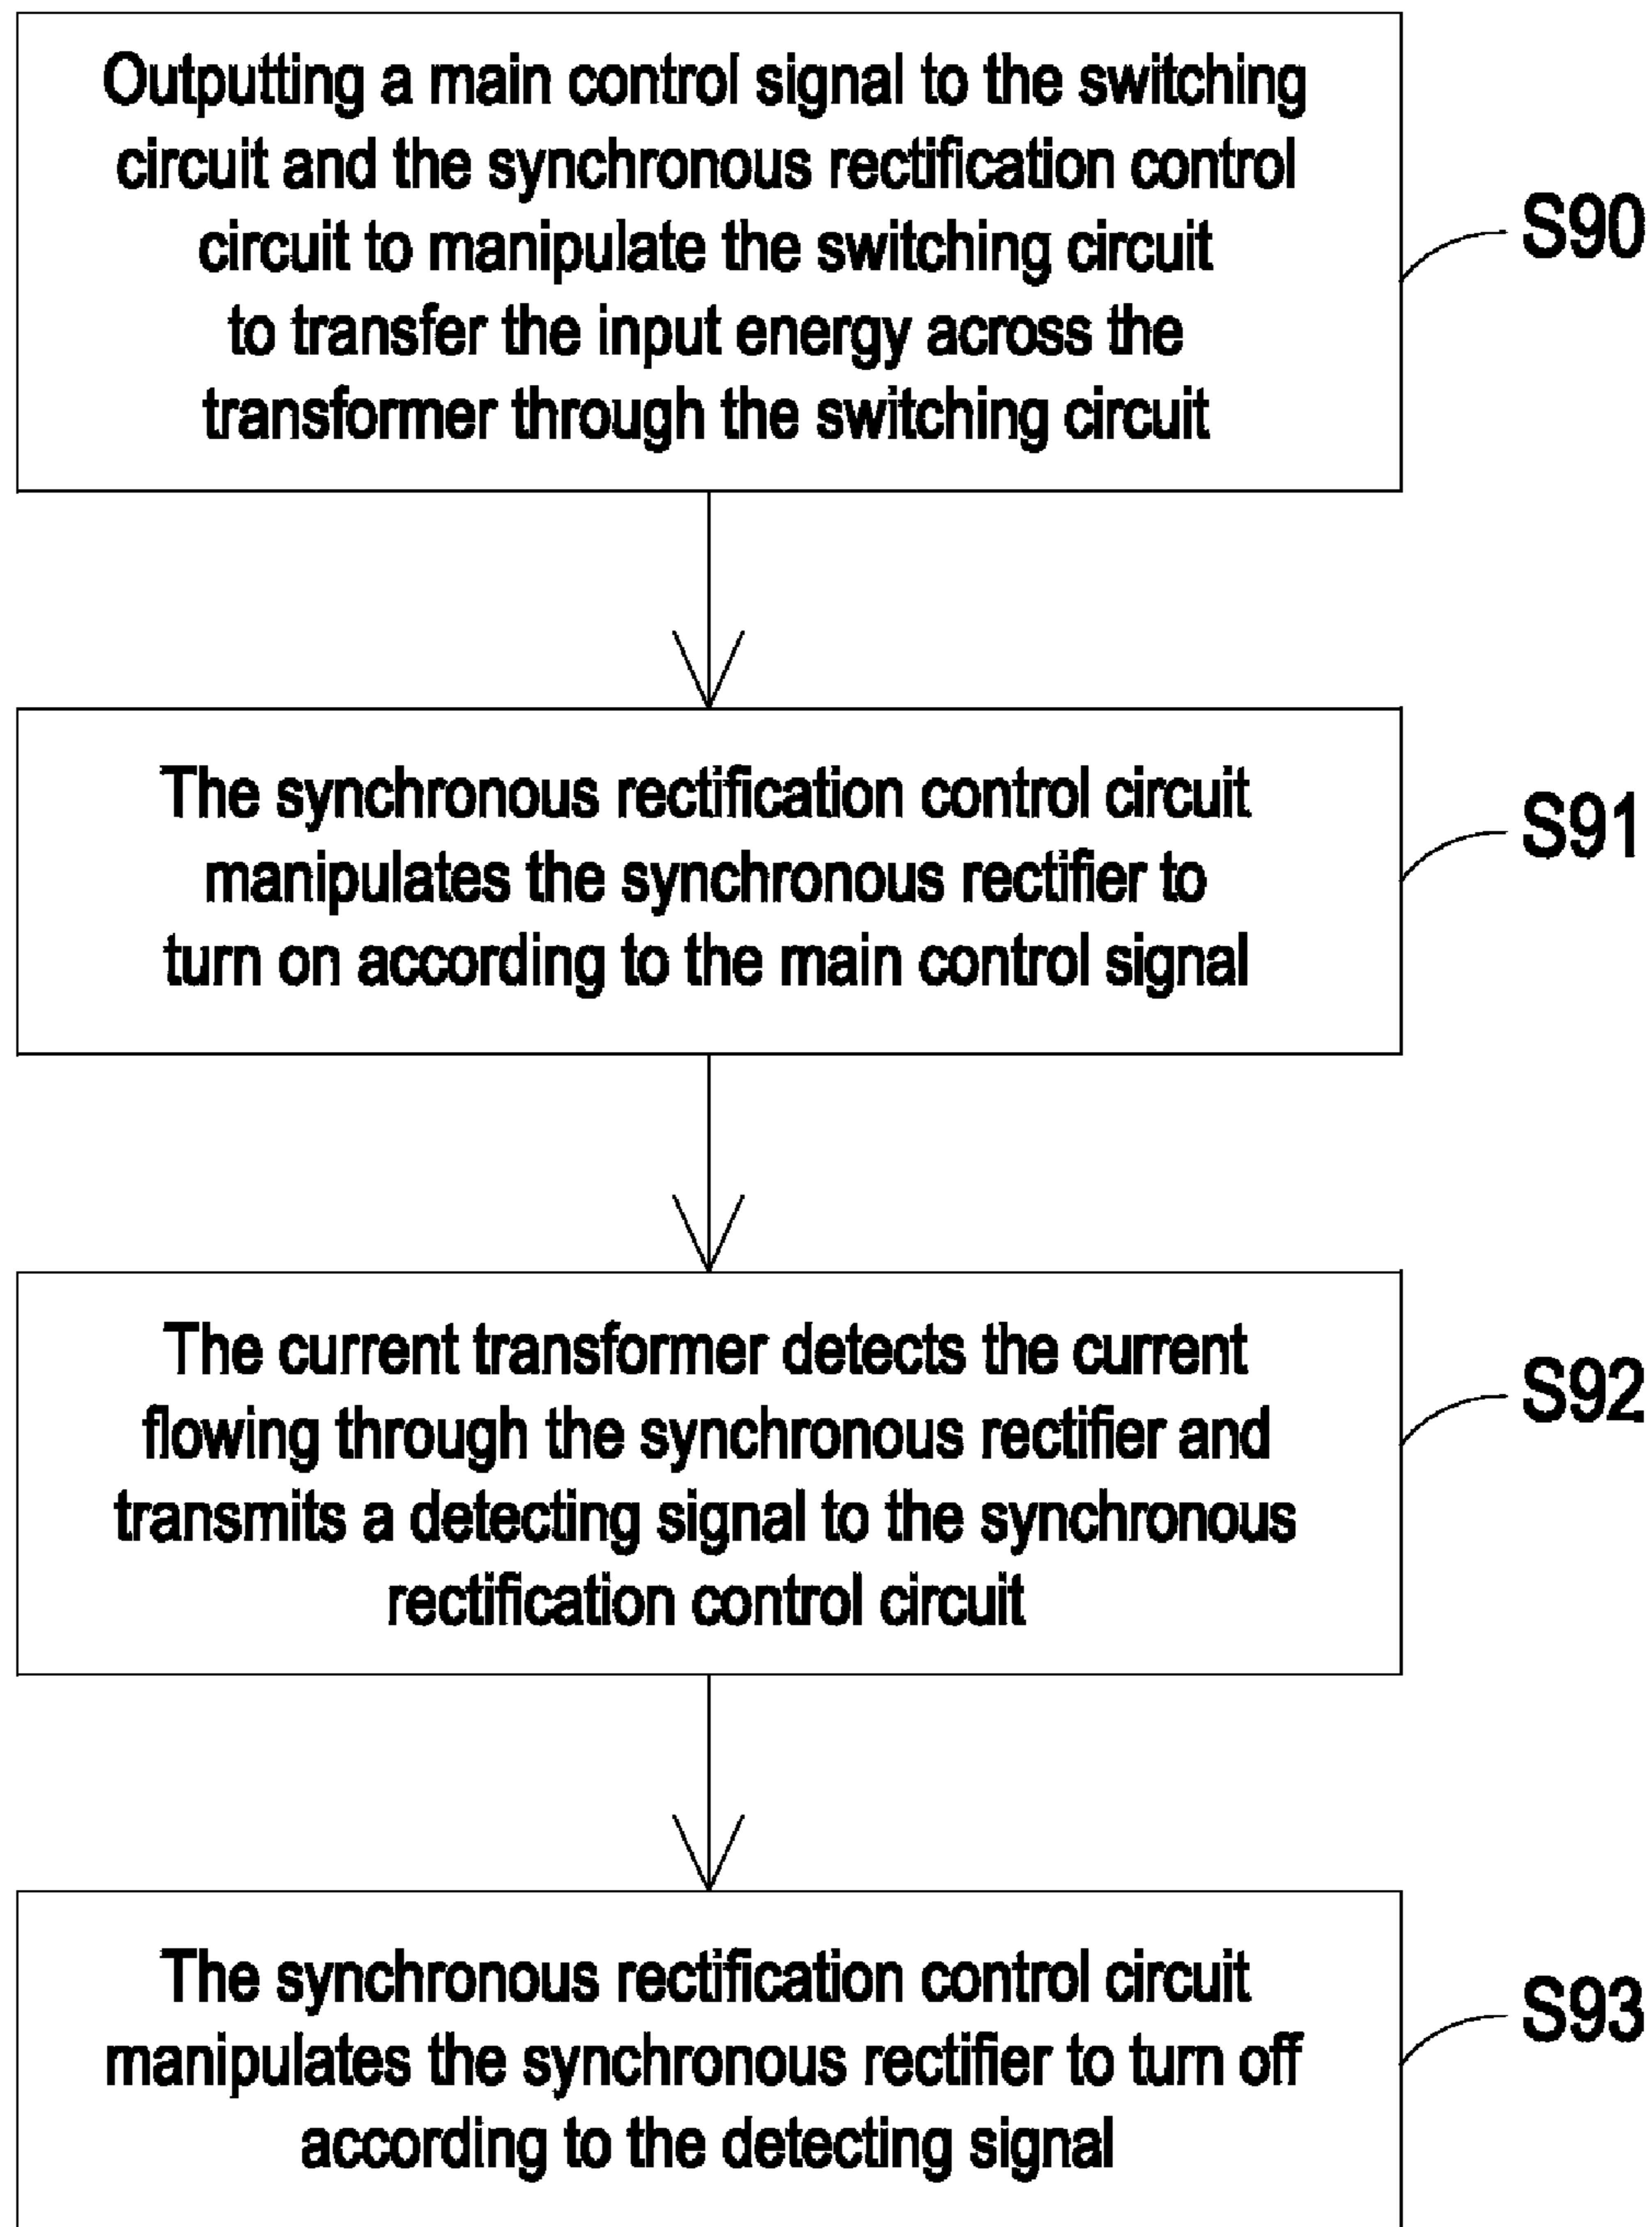 Outputting a main control signal to the switching
circuit and the synchronous rectification control
circuit to manipulate the switching circuit
to transfer the input energy across the
transformer through the switching circuit
S90
The synchronous rectification control circuit
manipulates the synchronous rectifier to
turn on according to the main control signal
S91
The current transformer detects the current
flowing through the synchronous rectifier and
transmits a detecting signal to the synchronous
rectification control circuit
S92
The synchronous rectification control circuit
manipulates the synchronous rectifier to turn off
according to the detecting signal
S93